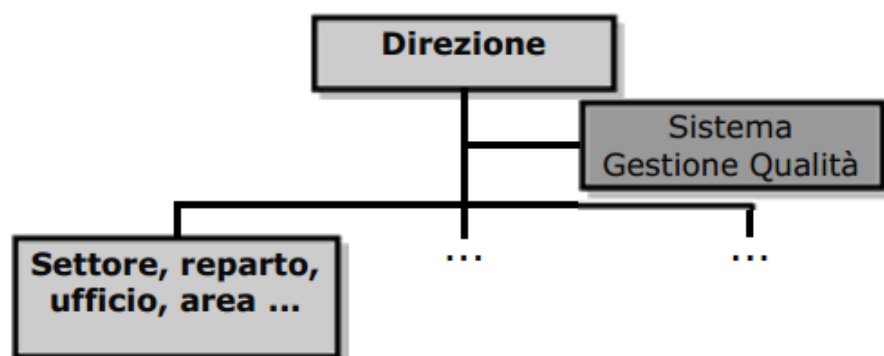 Direzione
Sistema
Gestione Qualità
Settore, reparto,
ufficio, area ...
...
...